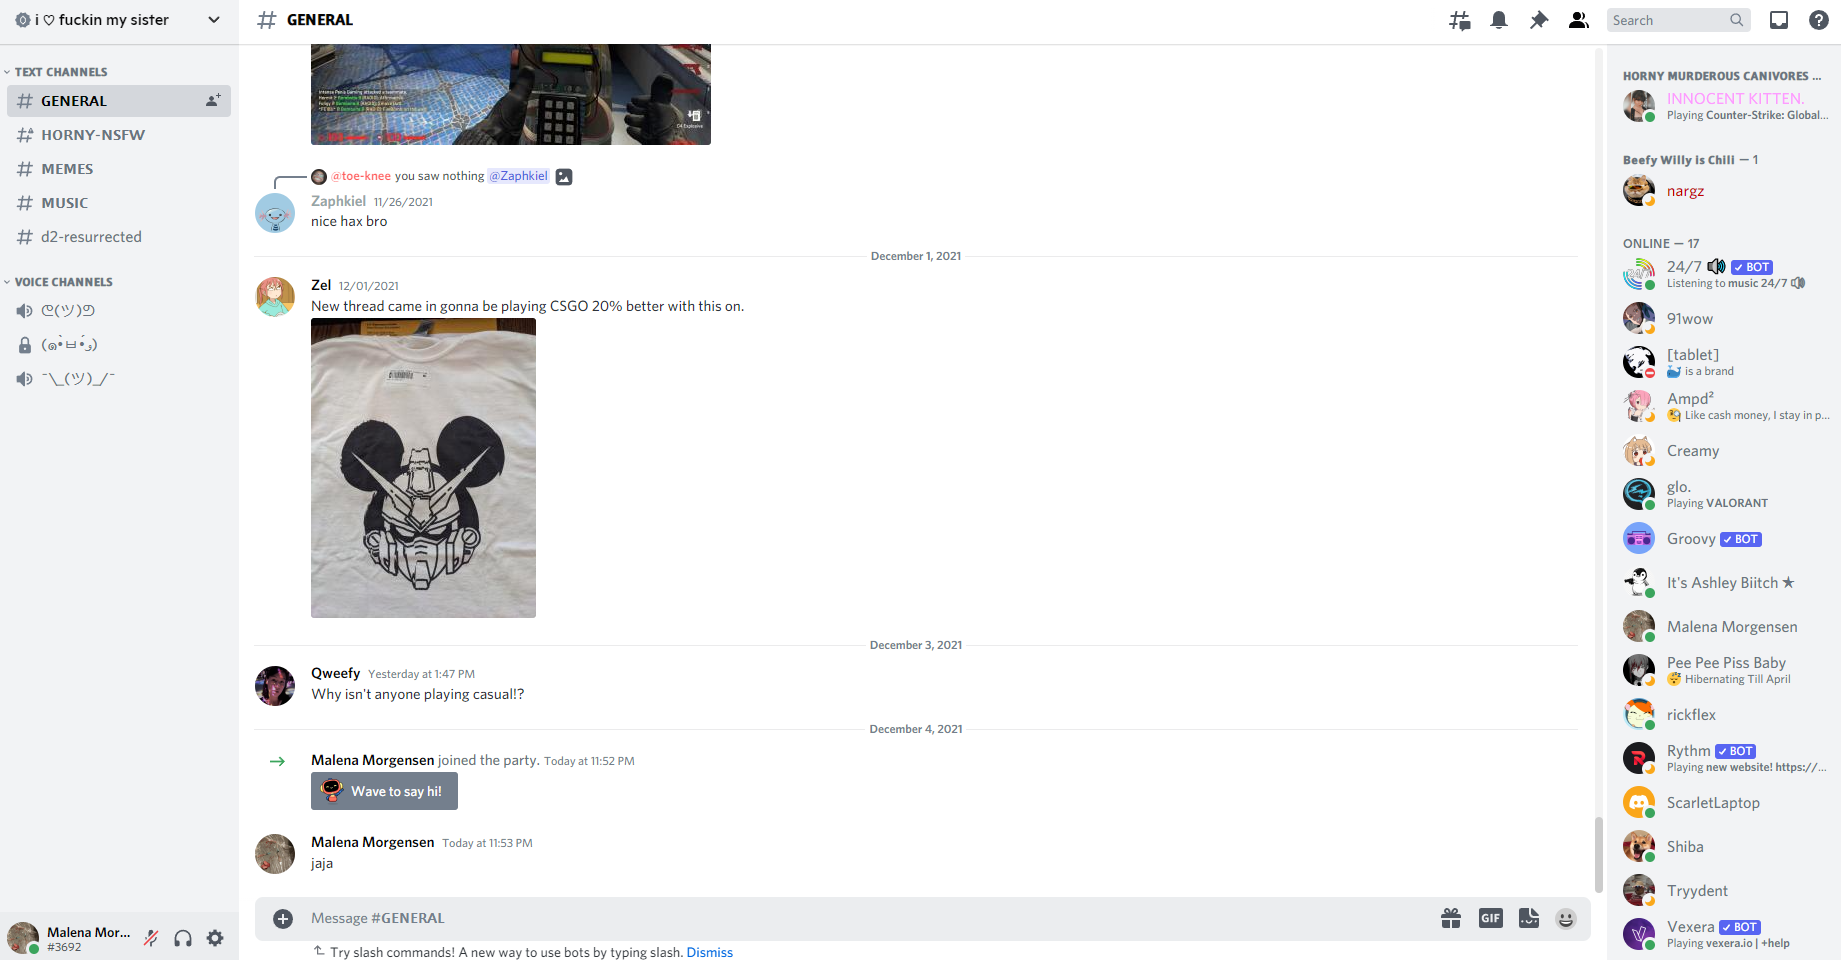 i ♡ fuckin my sister
TEXT CHANNELS
GENERAL
HORNY-NSFW
MEMES
MUSIC
d2-resurrected
VOICE CHANNELS
ᕦ(ツ)ᕤ
(๑•̀ㅂ•́)
¯\_(ツ)_/¯
Malena Mor...
#3692
GENERAL
Search
C4 Explosive
@toe-knee you saw nothing @Zaphkiel
Zaphkiel 11/26/2021
nice hax bro
December 1, 2021
Zel 12/01/2021
New thread came in gonna be playing CSGO 20% better with this on.
December 3, 2021
Qweefy Yesterday at 1:47 PM
Why isn't anyone playing casual!?
December 4, 2021
Malena Morgensen joined the party. Today at 11:52 PM
Wave to say hi!
Malena Morgensen Today at 11:53 PM
jaja
Message #GENERAL
GIF
Try slash commands! A new way to use bots by typing slash. Dismiss
HORNY MURDEROUS CANIVORES ...
INNOCENT KITTEN.
Playing Counter-Strike: Global...
Beefy Willy is Chili — 1
nargz
ONLINE — 17
24/7 🔊 ✓ BOT
Listening to music 24/7 🔊
91wow
[tablet]
🐳 is a brand
Ampd²
🧐 Like cash money, I stay in p...
Creamy
glo.
Playing VALORANT
Groovy ✓ BOT
It's Ashley Biitch ★
Malena Morgensen
Pee Pee Piss Baby
😴 Hibernating Till April
rickflex
Rythm ✓ BOT
Playing new website! https://...
ScarletLaptop
Shiba
Tryydent
Vexera ✓ BOT
Playing vexera.io | +help